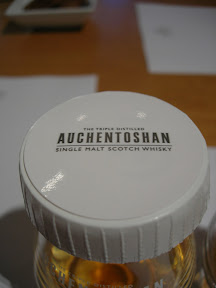 THE TRIPLE DISTILLED
AUCHENTOSHAN
SINGLE MALT SCOTCH WHISKY